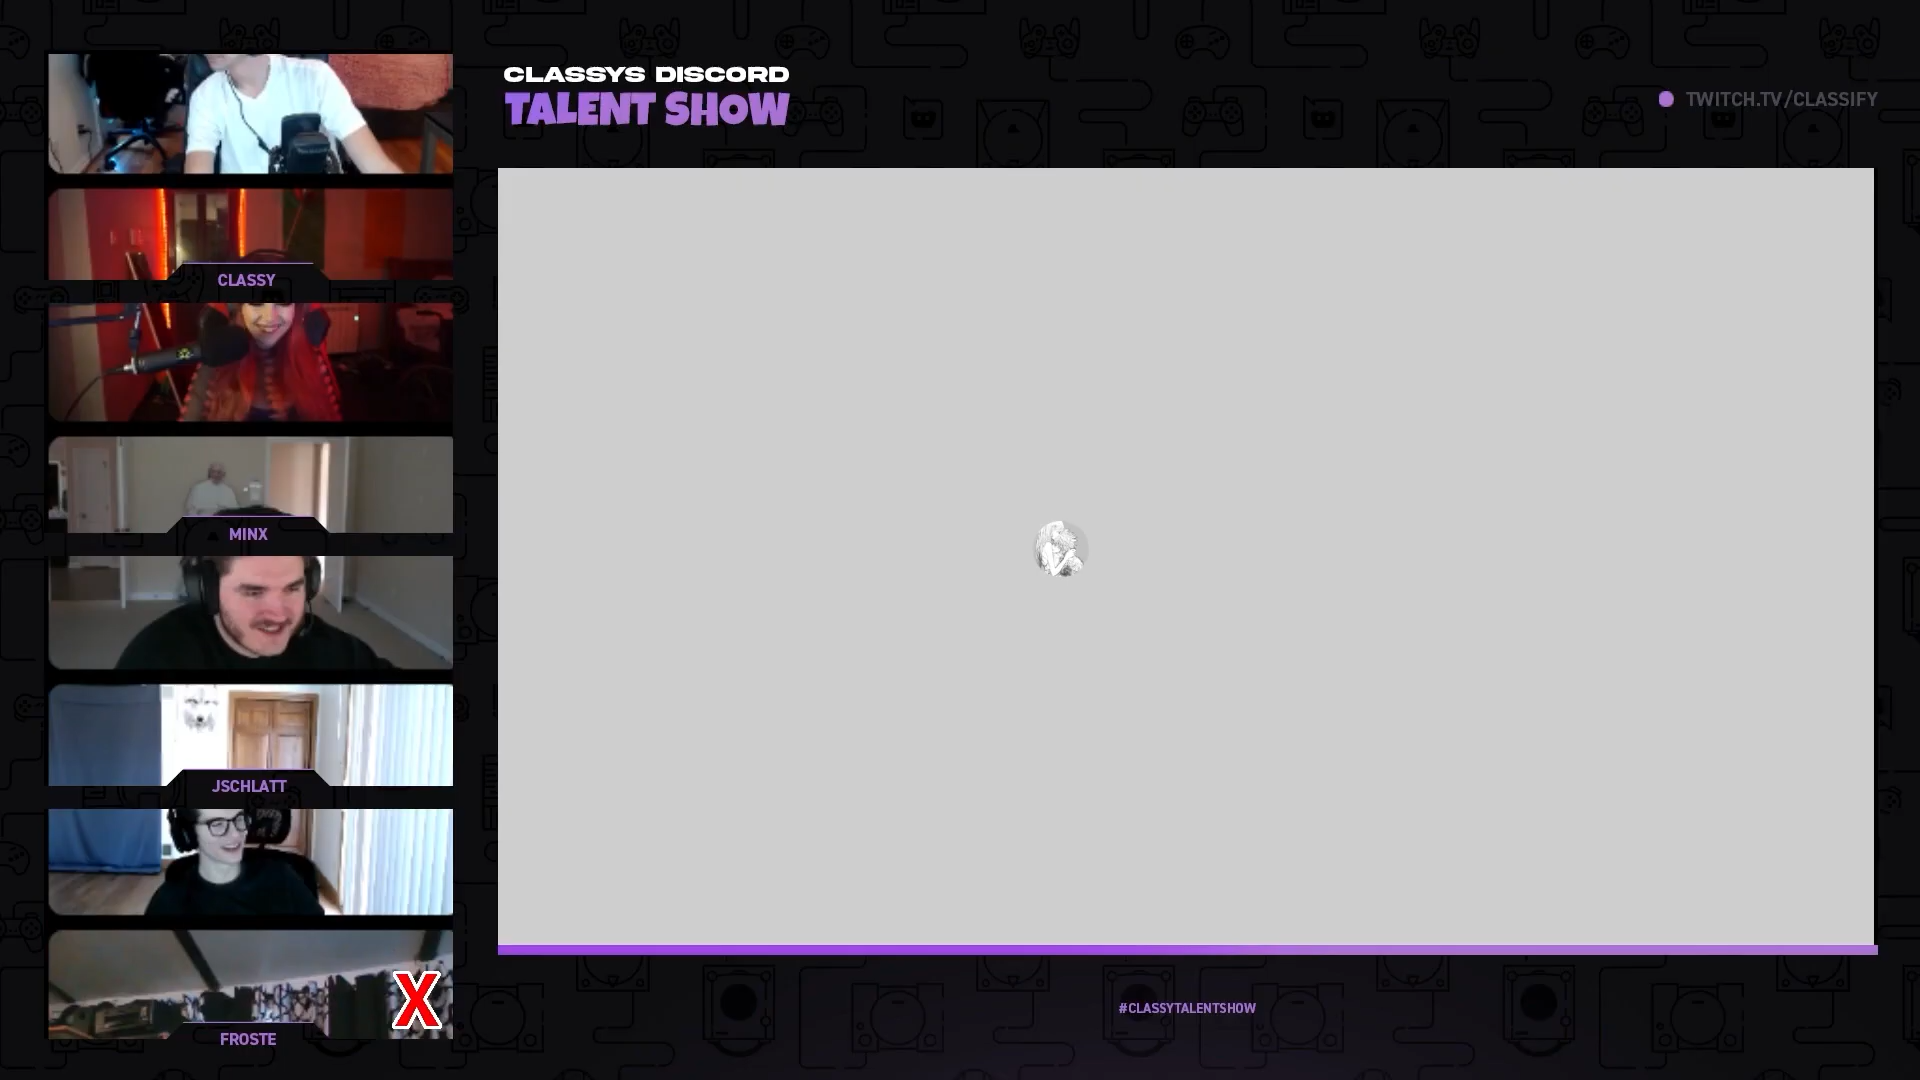 CLASSYS DISCORD
TALENT SHOW
TWITCH.TV/CLASSIFY
CLASSY
MINX
JSCHLATT
FROSTE
X
#CLASSYTALENTSHOW